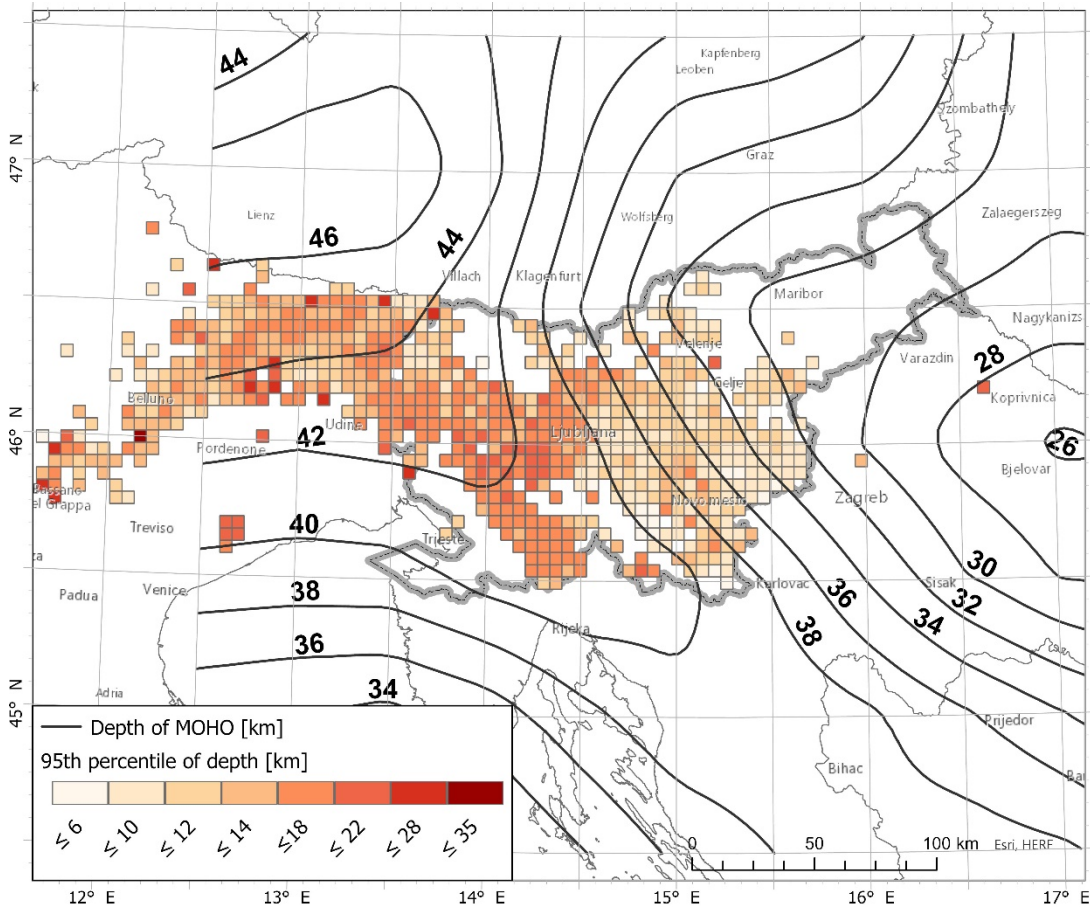 44
Kapfenberg
Leoben
k
Szombathely
47° N
Graz
Lienz
Wolfsberg
Zalaegerszeg
46
44
Villach
Klagenfurt
Maribor
Nagykanizs
Velenje
Varazdin
28
Celje
Koprivnica
Belluno
46° N
Udine
Ljubljana
42
Pordenone
26
Bjelovar
Bassano
el Grappa
Novo mesto
Zagreb
Treviso
40
Trieste
za
30
Padua
Venice
38
Karlovac
36
Sisak
32
34
Rijeka
38
36
45° N
Adria
34
Prijedor
Depth of MOHO [km]
95th percentile of depth [km]
≤ 6
≤ 10
≤ 12
≤ 14
≤18
≤ 22
≤ 28
≤ 35
Bihac
Ba
0 50 100 km
Esri, HERE
12° E 13° E 14° E 15° E 16° E 17° E